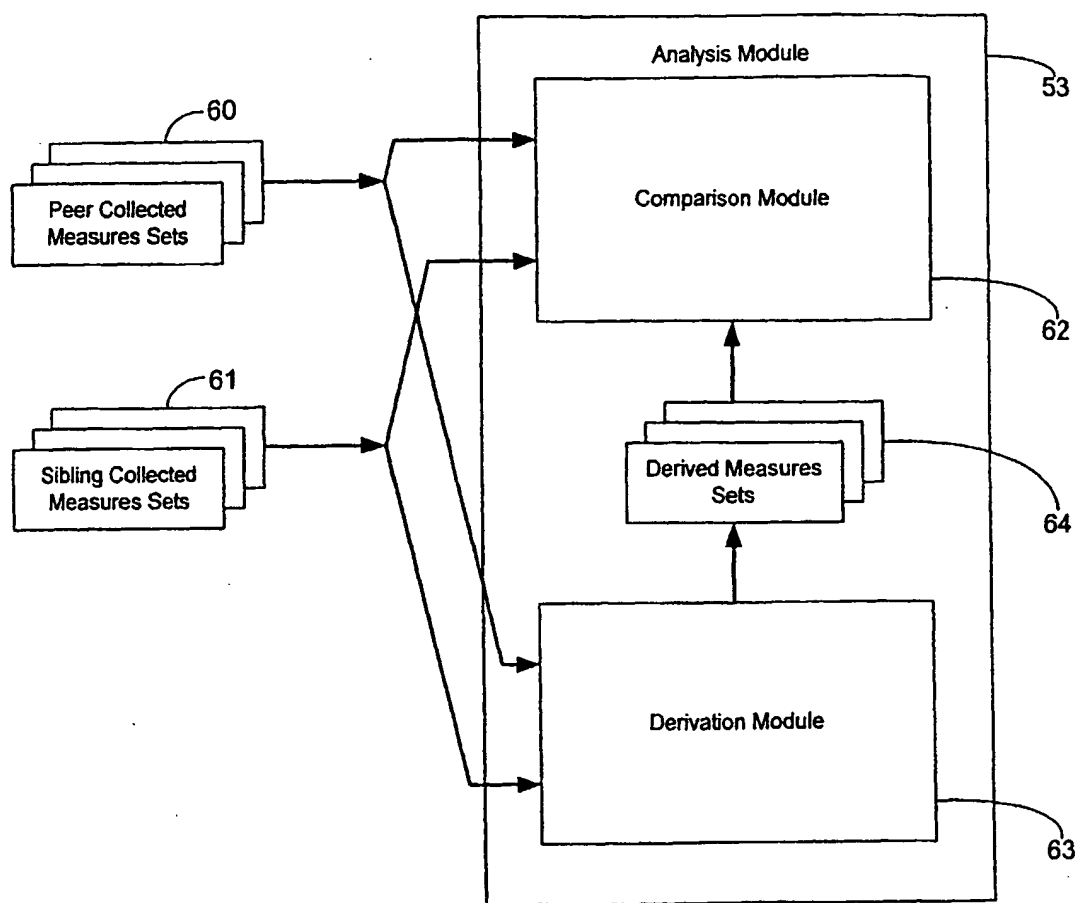 Analysis Module
53
60
Peer Collected
Measures Sets
Comparison Module
62
61
Sibling Collected
Measures Sets
Derived Measures
Sets
64
Derivation Module
63